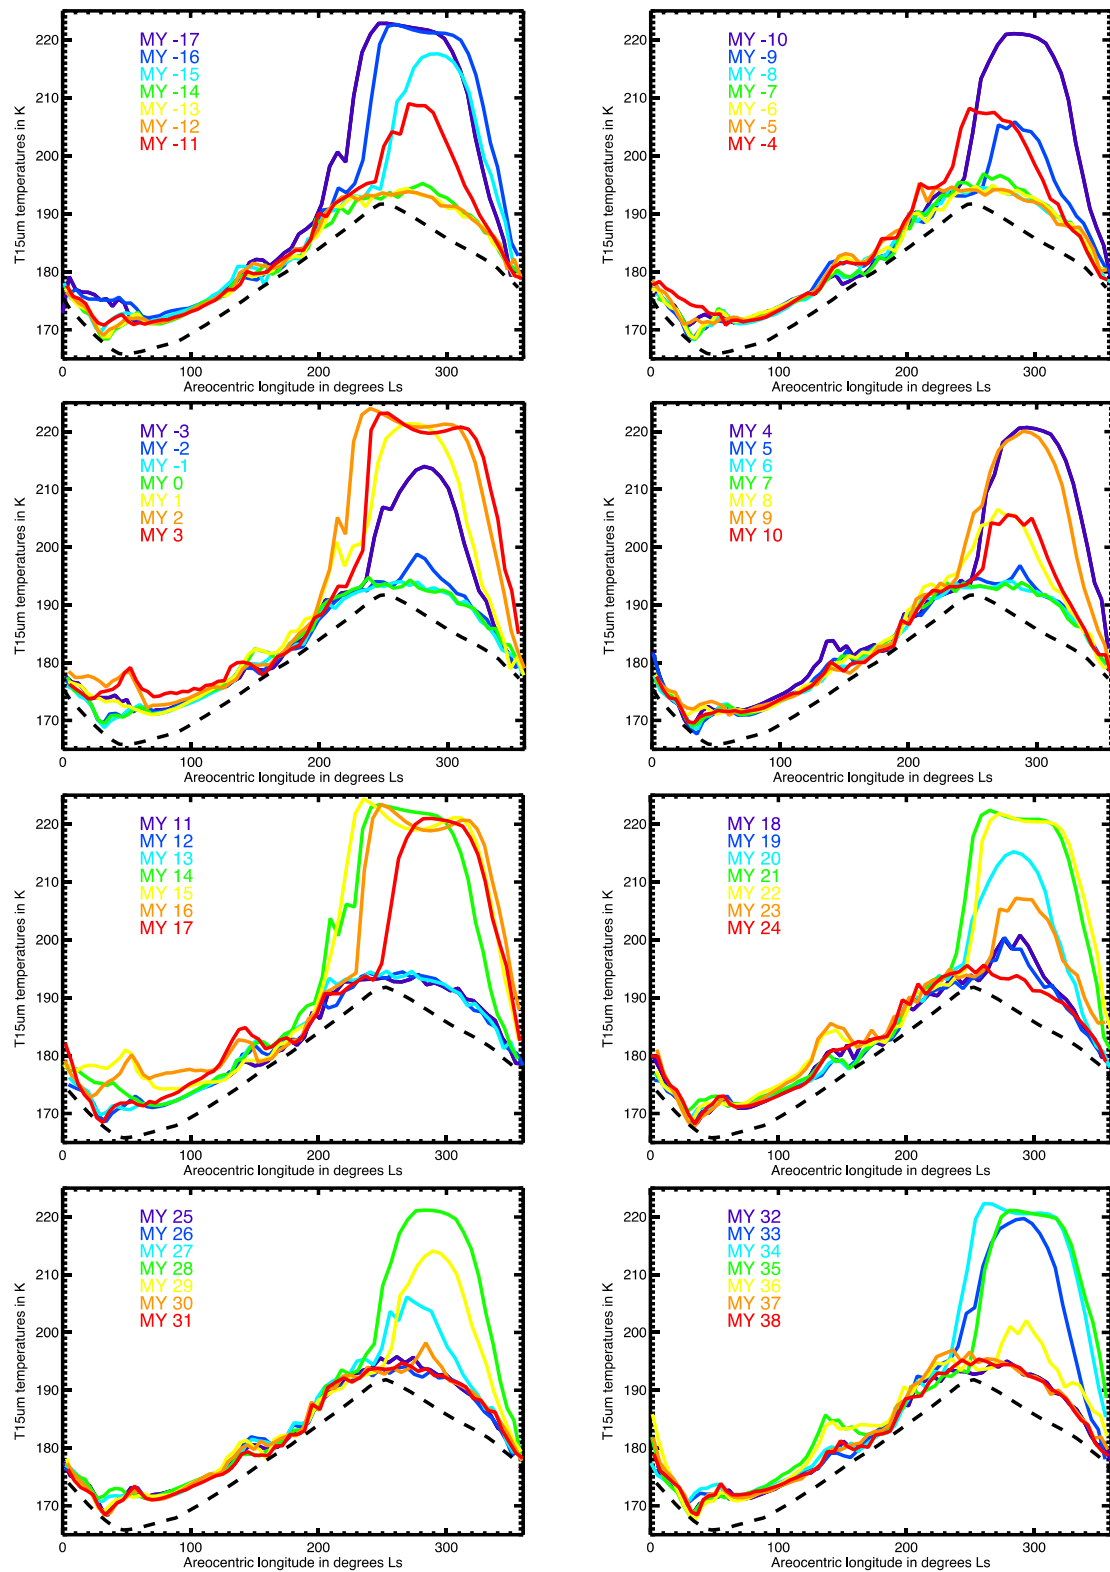 T15um temperatures in K
220
210
200
190
180
170
MY -17
MY -16
MY -15
MY -14
MY -13
MY -12
MY -11
0
100
200
300
Areocentric longitude in degrees Ls
T15um temperatures in K
220
210
200
190
180
170
MY -10
MY -9
MY -8
MY -7
MY -6
MY -5
MY -4
0
100
200
300
Areocentric longitude in degrees Ls
T15um temperatures in K
220
210
200
190
180
170
MY -3
MY -2
MY -1
MY 0
MY 1
MY 2
MY 3
0
100
200
300
Areocentric longitude in degrees Ls
T15um temperatures in K
220
210
200
190
180
170
MY 4
MY 5
MY 6
MY 7
MY 8
MY 9
MY 10
0
100
200
300
Areocentric longitude in degrees Ls
T15um temperatures in K
220
210
200
190
180
170
MY 11
MY 12
MY 13
MY 14
MY 15
MY 16
MY 17
0
100
200
300
Areocentric longitude in degrees Ls
T15um temperatures in K
220
210
200
190
180
170
MY 18
MY 19
MY 20
MY 21
MY 22
MY 23
MY 24
0
100
200
300
Areocentric longitude in degrees Ls
T15um temperatures in K
220
210
200
190
180
170
MY 25
MY 26
MY 27
MY 28
MY 29
MY 30
MY 31
0
100
200
300
Areocentric longitude in degrees Ls
T15um temperatures in K
220
210
200
190
180
170
MY 32
MY 33
MY 34
MY 35
MY 36
MY 37
MY 38
0
100
200
300
Areocentric longitude in degrees Ls